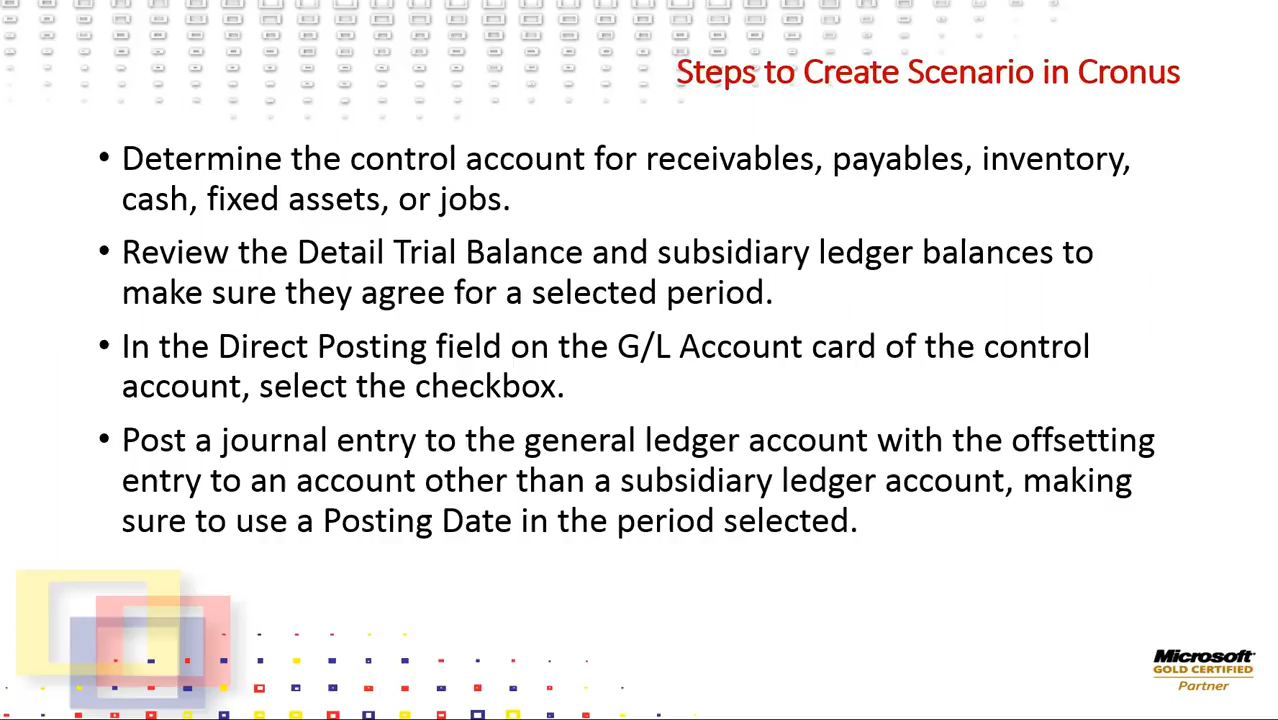 Steps to Create Scenario in Cronus
• Determine the control account for receivables, payables, inventory,
cash, fixed assets, or jobs.
• Review the Detail Trial Balance and subsidiary ledger balances to
make sure they agree for a selected period.
• In the Direct Posting field on the G/L Account card of the control
account, select the checkbox.
• Post a journal entry to the general ledger account with the offsetting
entry to an account other than a subsidiary ledger account, making
sure to use a Posting Date in the period selected.
Microsoft
GOLD CERTIFIED
Partner